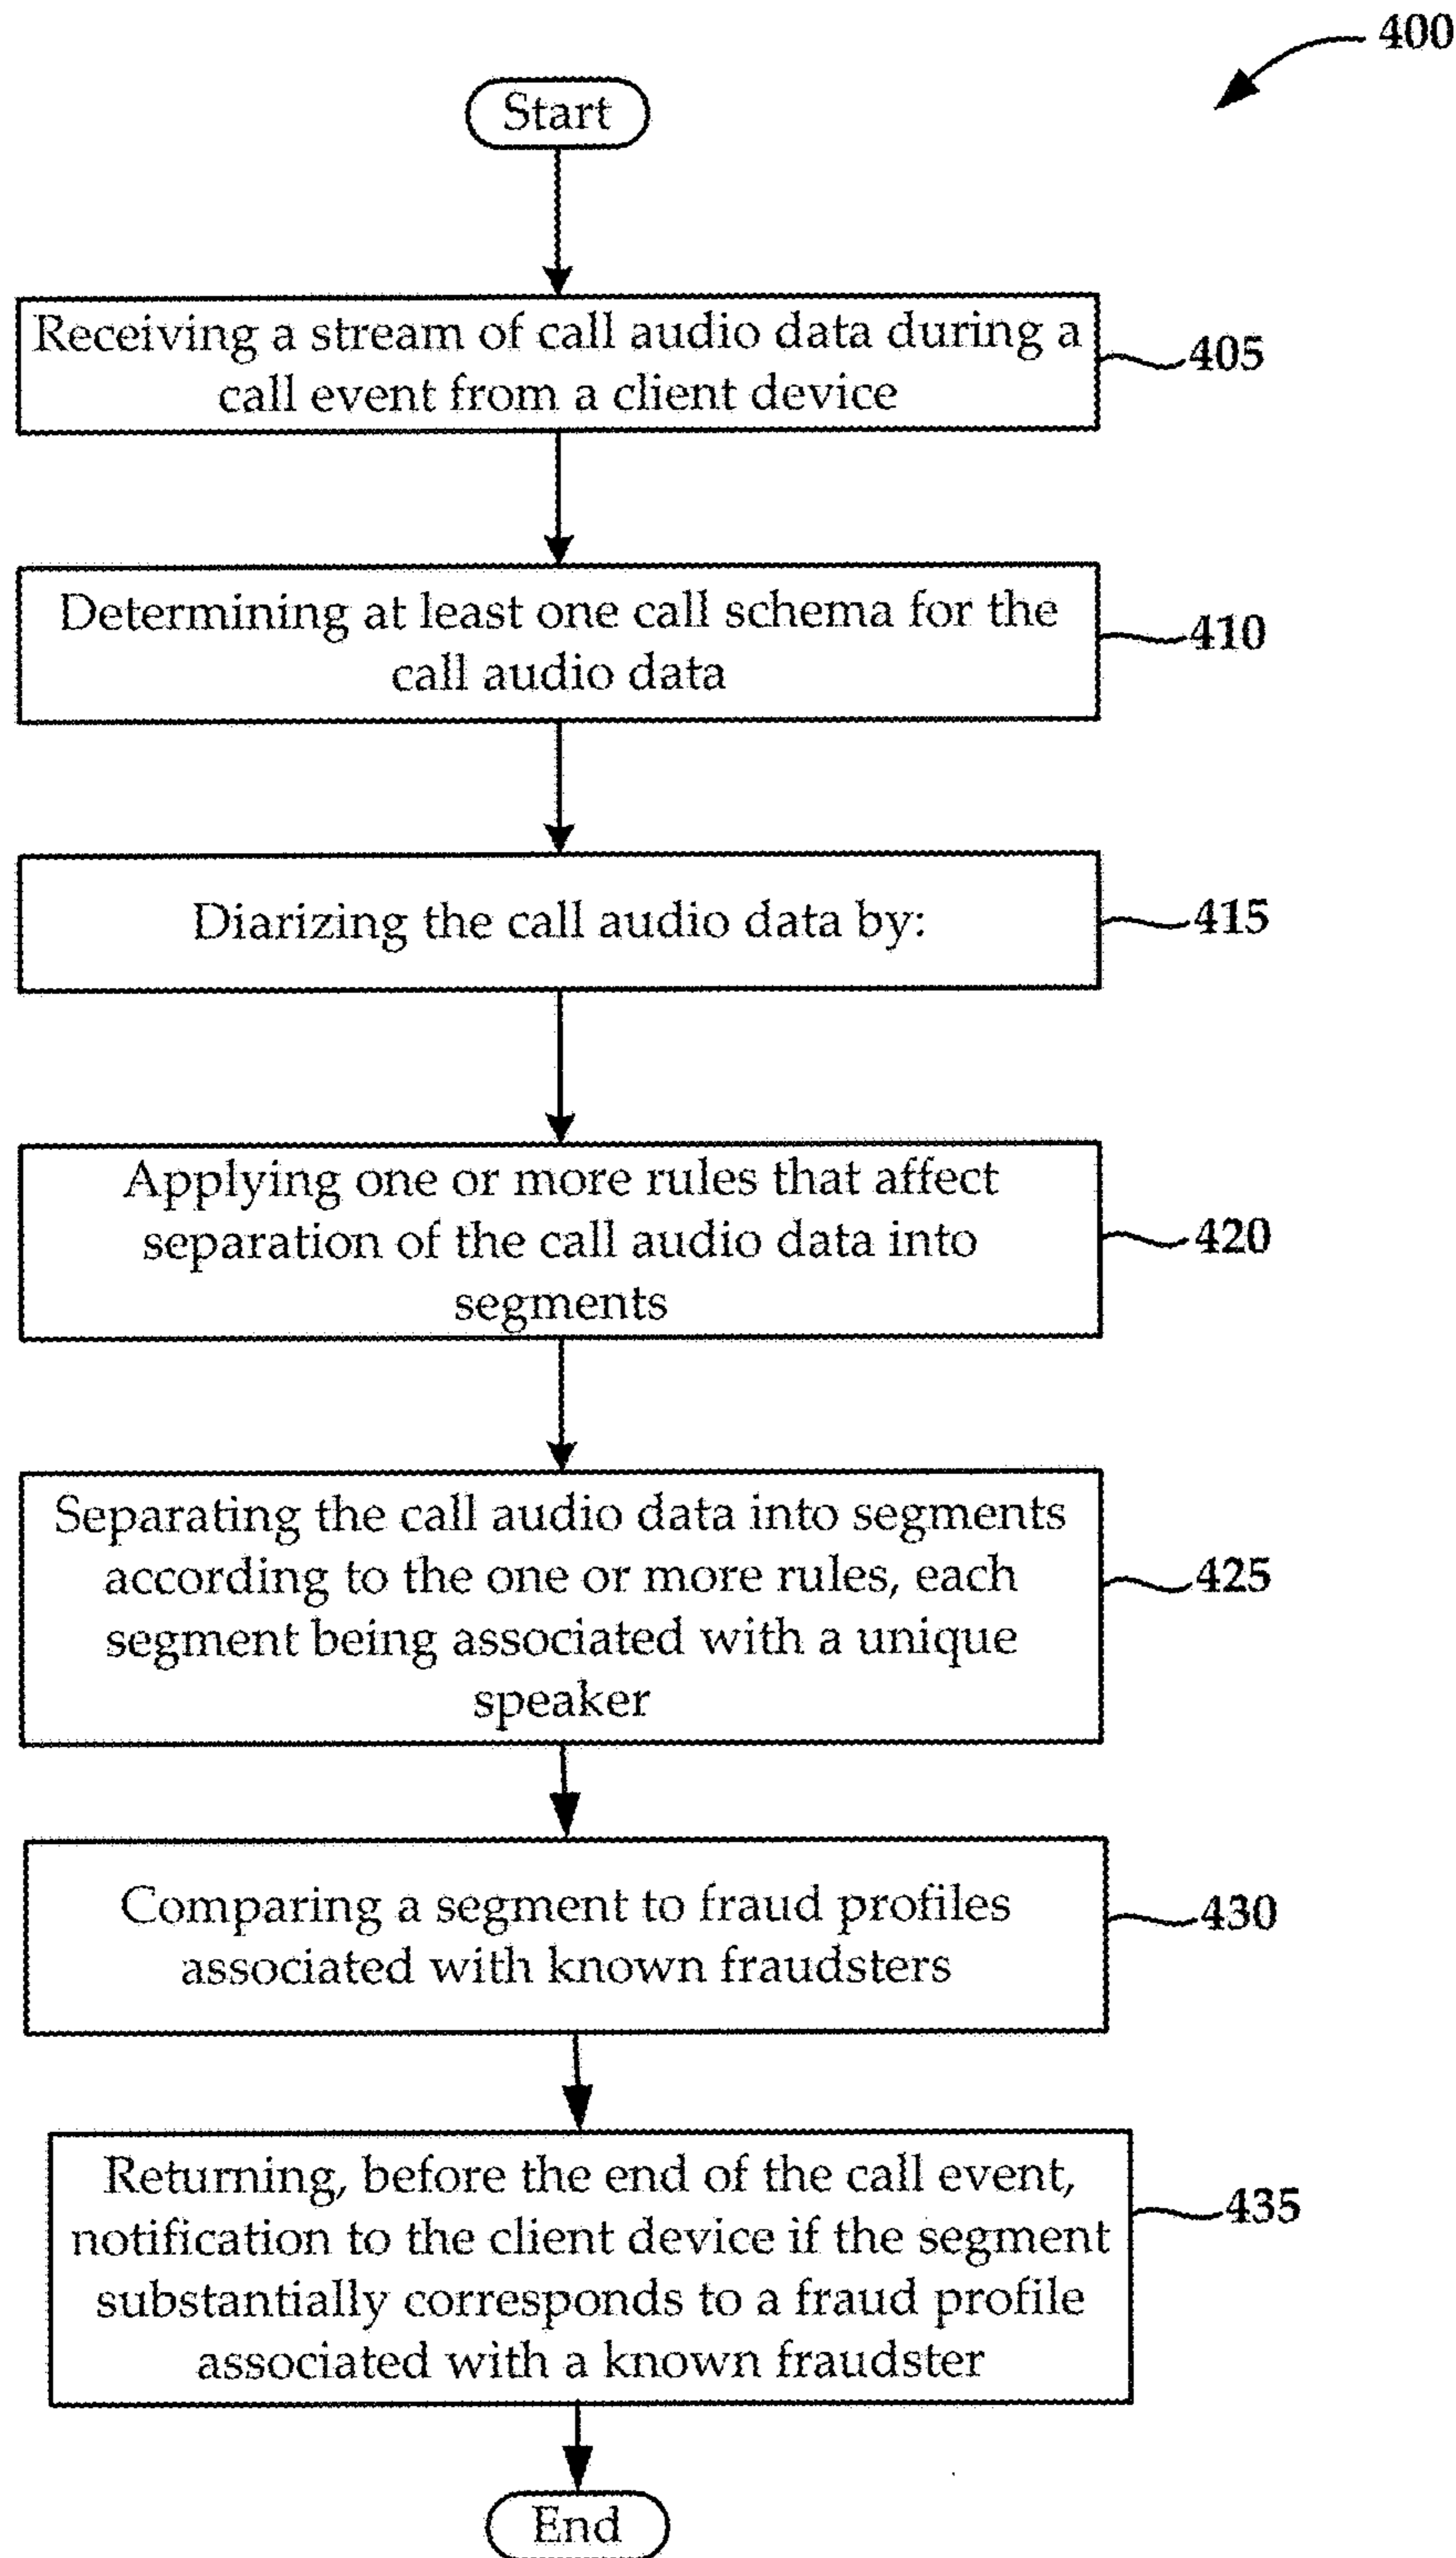 400
Start
Receiving a stream of call audio data during a
call event from a client device
405
Determining at least one call schema for the
call audio data
410
Diarizing the call audio data by:
415
Applying one or more rules that affect
separation of the call audio data into
segments
420
Separating the call audio data into segments
according to the one or more rules, each
segment being associated with a unique
speaker
425
Comparing a segment to fraud profiles
associated with known fraudsters
430
Returning, before the end of the call event,
notification to the client device if the segment
substantially corresponds to a fraud profile
associated with a known fraudster
435
End